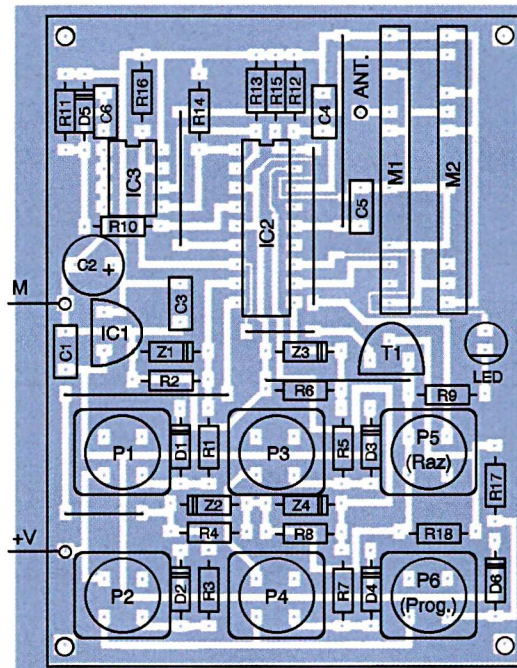 R11
D5
C6
R16
R14
R13
R15
R12
C4
ANT.
M1
M2
IC3
IC2
C5
R10
C2 +
M
IC1
C3
C1
Z1
Z3
T1
LED
R2
R6
R9
P1
D1
R1
P3
R5
D3
P5
(Raz)
Z2
Z4
R17
R4
R8
R18
+V
P2
D2
R3
P4
R7
D4
P6
(Prog.)
D6